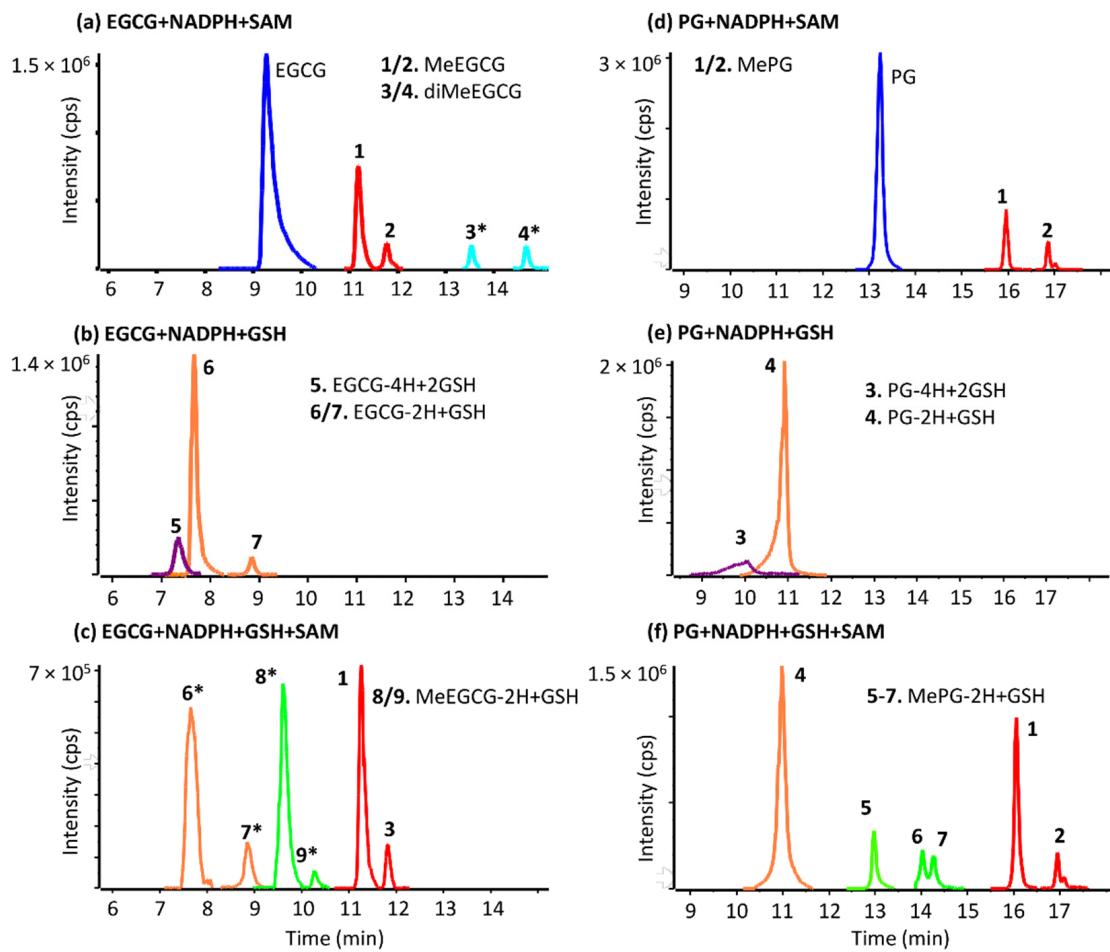 (a) EGCG+NADPH+SAM
1.5 × 10⁶
EGCG
1/2. MeEGCG
3/4. diMeEGCG
1
2
3*
4*
Intensity (cps)
6 7 8 9 10 11 12 13 14
(b) EGCG+NADPH+GSH
1.4 × 10⁶
6
5. EGCG-4H+2GSH
6/7. EGCG-2H+GSH
5
7
Intensity (cps)
6 7 8 9 10 11 12 13 14
(c) EGCG+NADPH+GSH+SAM
7 × 10⁵
6*
8*
1
8/9. MeEGCG-2H+GSH
7*
9*
3
Intensity (cps)
6 7 8 9 10 11 12 13 14
Time (min)
(d) PG+NADPH+SAM
3 × 10⁶
1/2. MePG
PG
1
2
Intensity (cps)
9 10 11 12 13 14 15 16 17
(e) PG+NADPH+GSH
2 × 10⁶
4
3. PG-4H+2GSH
4. PG-2H+GSH
3
Intensity (cps)
9 10 11 12 13 14 15 16 17
(f) PG+NADPH+GSH+SAM
1.5 × 10⁶
4
5-7. MePG-2H+GSH
1
5
6
7
2
Intensity (cps)
9 10 11 12 13 14 15 16 17
Time (min)